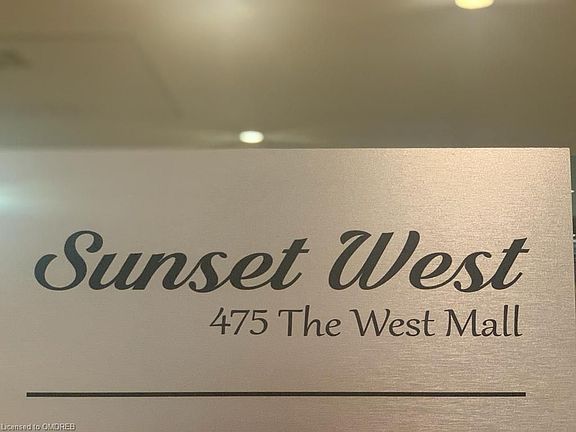 Sunset West
475 The West Mall
Licensed to OMDREB